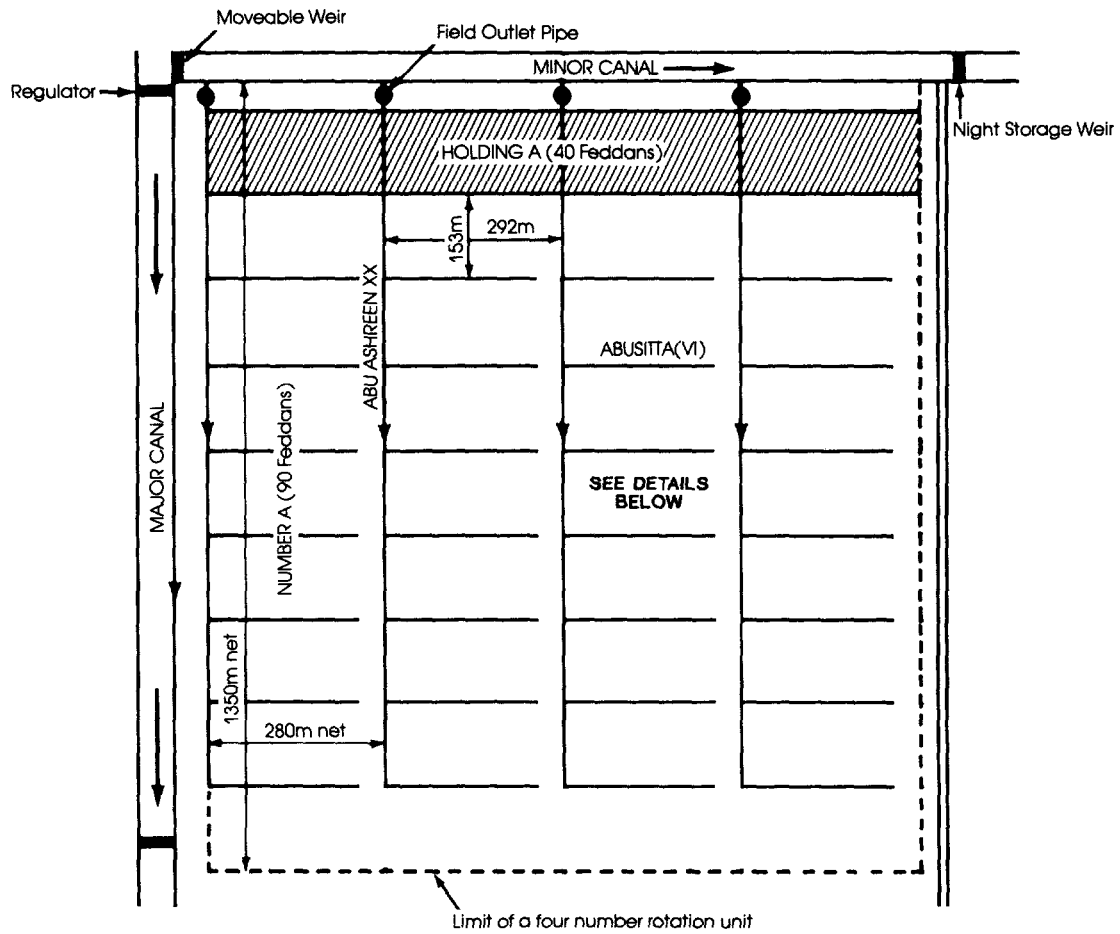 Moveable Weir
Field Outlet Pipe
MINOR CANAL
Regulator
Night Storage Weir
HOLDING A (40 Feddans)
292m
153m
ABU ASHREEN XX
ABUSITTA(VI)
NUMBER A (90 Feddans)
MAJOR CANAL
SEE DETAILS
BELOW
1350m net
280m net
Limit of a four number rotation unit